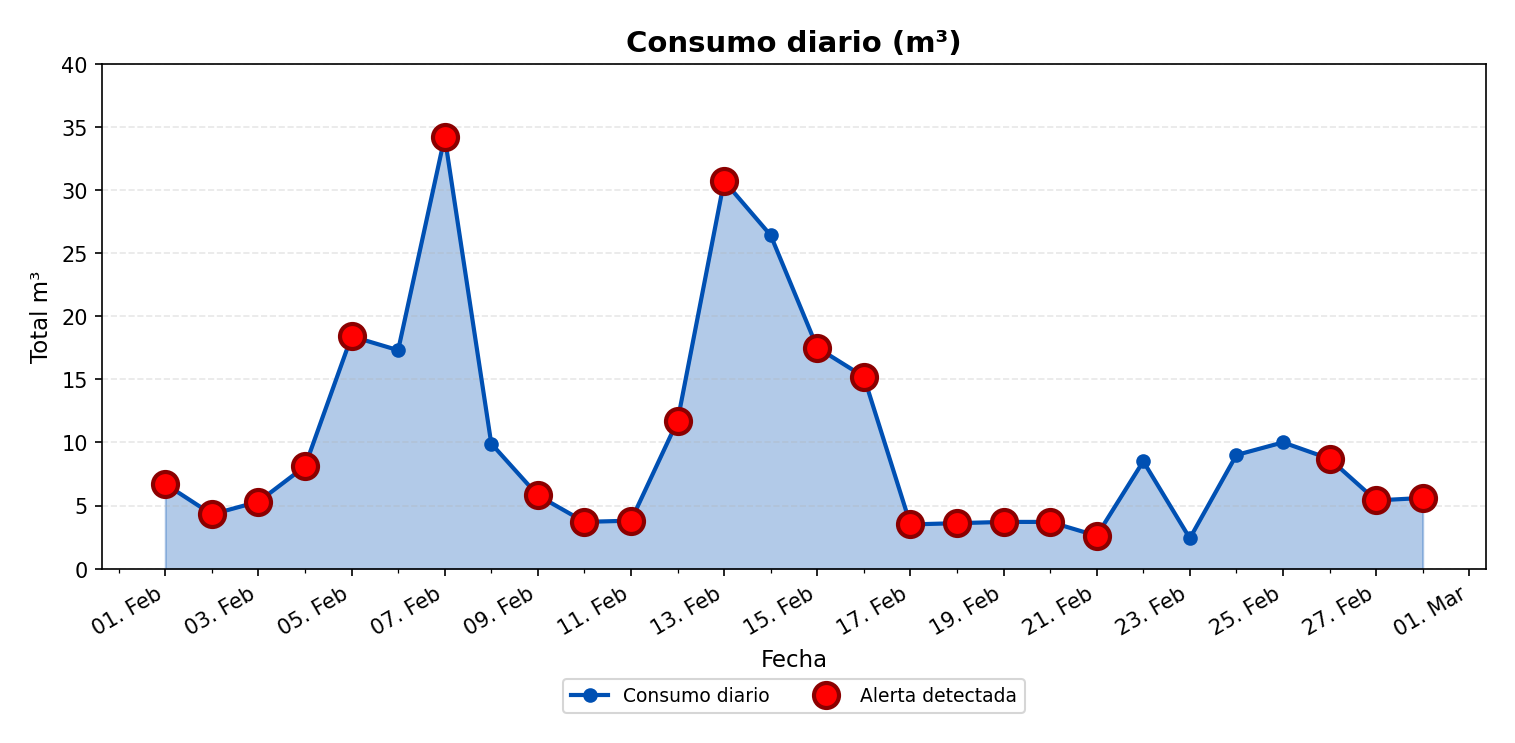 Consumo diario (m³)
Total m³
40
35
30
25
20
15
10
5
0
01. Feb
03. Feb
05. Feb
07. Feb
09. Feb
11. Feb
13. Feb
15. Feb
17. Feb
19. Feb
21. Feb
23. Feb
25. Feb
27. Feb
01. Mar
Fecha
Consumo diario
Alerta detectada